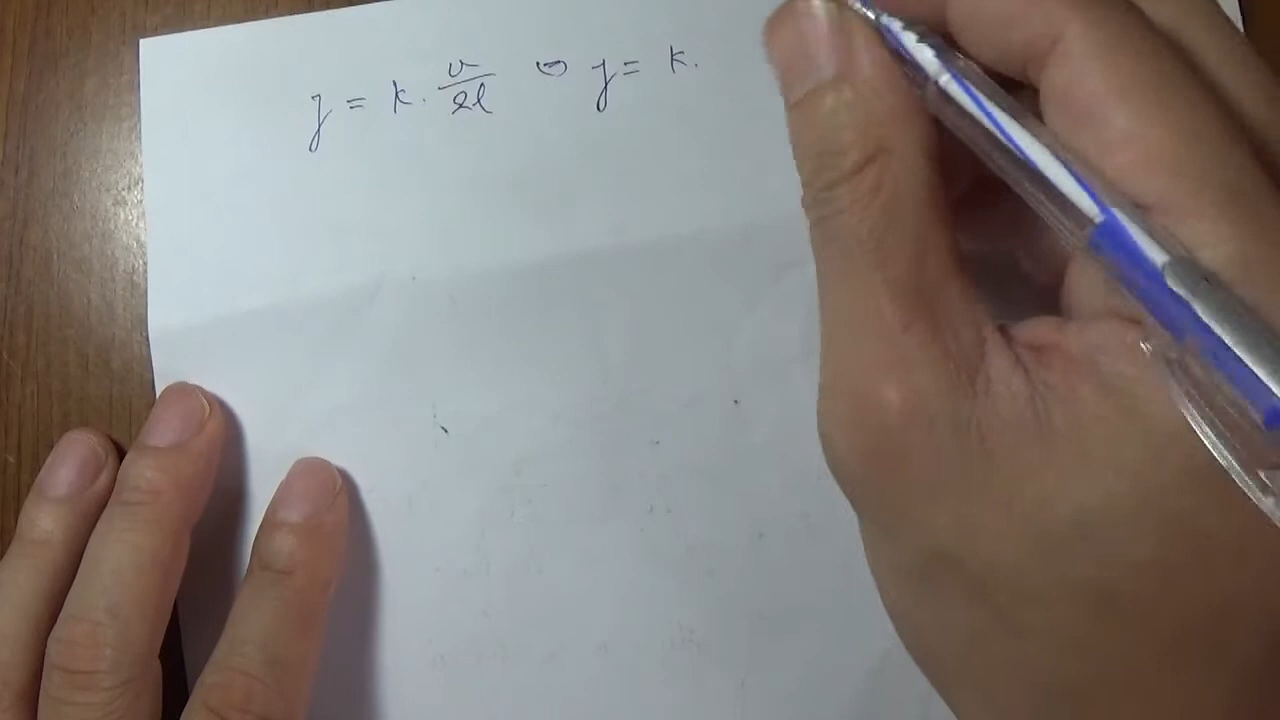 f = k. v/2l ⇔ f = k.